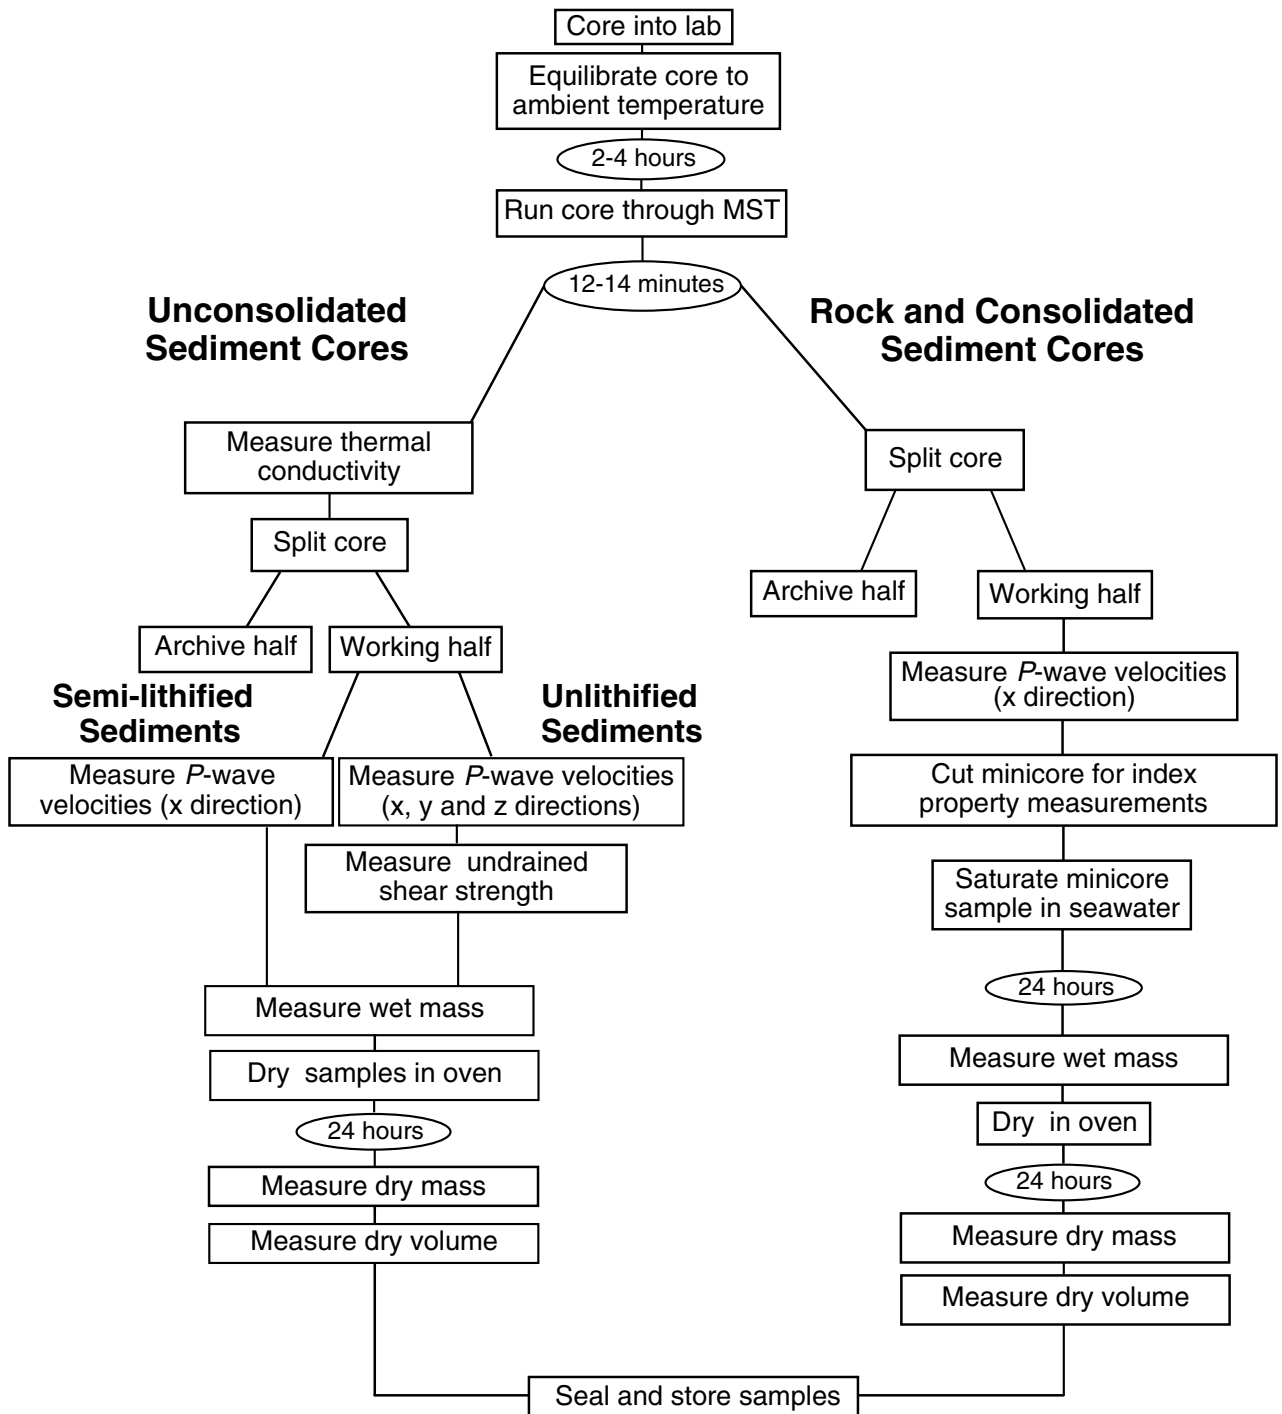 Core into lab
Equilibrate core to
ambient temperature
2-4 hours
Run core through MST
12-14 minutes
Unconsolidated
Sediment Cores
Measure thermal
conductivity
Split core
Archive half
Working half
Semi-lithified
Sediments
Unlithified
Sediments
Measure P-wave
velocities (x direction)
Measure P-wave velocities
(x, y and z directions)
Measure undrained
shear strength
Measure wet mass
Dry samples in oven
24 hours
Measure dry mass
Measure dry volume
Rock and Consolidated
Sediment Cores
Split core
Archive half
Working half
Measure P-wave velocities
(x direction)
Cut minicore for index
property measurements
Saturate minicore
sample in seawater
24 hours
Measure wet mass
Dry in oven
24 hours
Measure dry mass
Measure dry volume
Seal and store samples